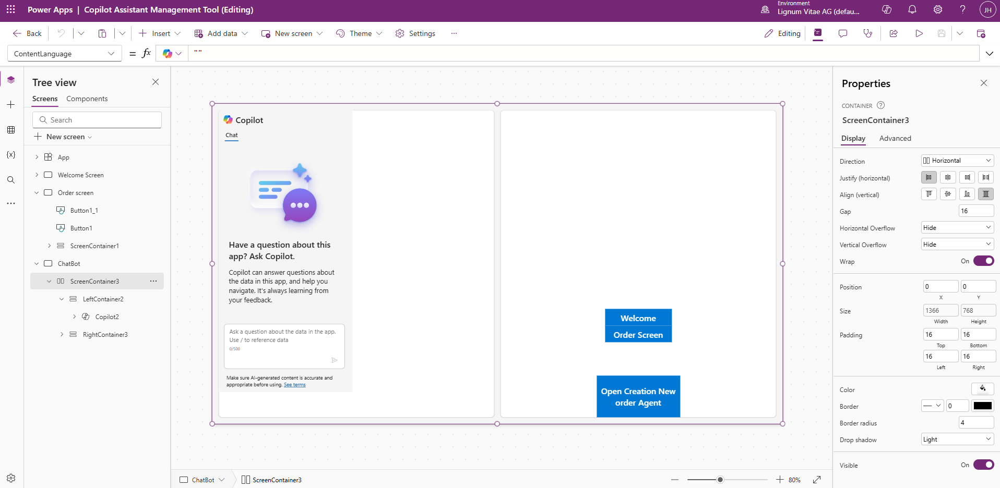 Power Apps | Copilot Assistant Management Tool (Editing)
Environment
Lignum Vitae AG (defau...
JH
Back
Insert
Add data
New screen
Theme
Settings
Editing
ContentLanguage
= fx
""
Tree view
Screens
Components
Search
New screen
App
Welcome Screen
Order screen
Button1_1
Button1
ScreenContainer1
ChatBot
ScreenContainer3
LeftContainer2
Copilot2
RightContainer3
Copilot
Chat
Have a question about this
app? Ask Copilot.
Copilot can answer questions about
the data in this app, and help you
navigate. It's always learning from
your feedback.
Ask a question about the data in the app.
Use / to reference data
0/500
Make sure AI-generated content is accurate and
appropriate before using. See terms
Welcome
Order Screen
Open Creation New
order Agent
ChatBot
ScreenContainer3
80%
Properties
CONTAINER
ScreenContainer3
Display
Advanced
Direction
Horizontal
Justify (horizontal)
Align (vertical)
Gap
16
Horizontal Overflow
Hide
Vertical Overflow
Hide
Wrap
On
Position
0
0
X
Y
Size
1366
768
Width
Height
Padding
16
16
Top
Bottom
16
16
Left
Right
Color
Border
0
Border radius
4
Drop shadow
Light
Visible
On